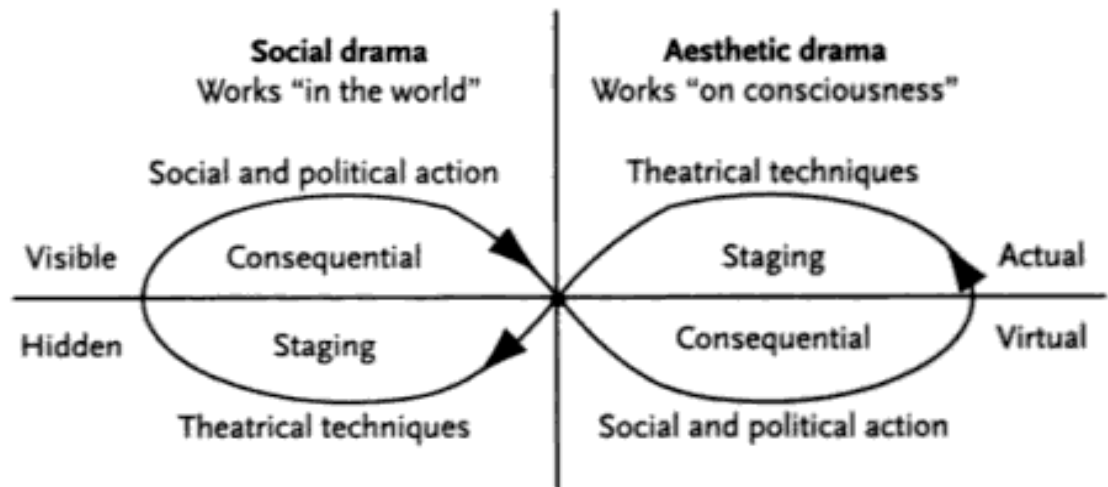 Social drama
Works “in the world”
Aesthetic drama
Works “on consciousness”
Social and political action
Theatrical techniques
Visible
Consequential
Staging
Actual
Hidden
Staging
Consequential
Virtual
Theatrical techniques
Social and political action